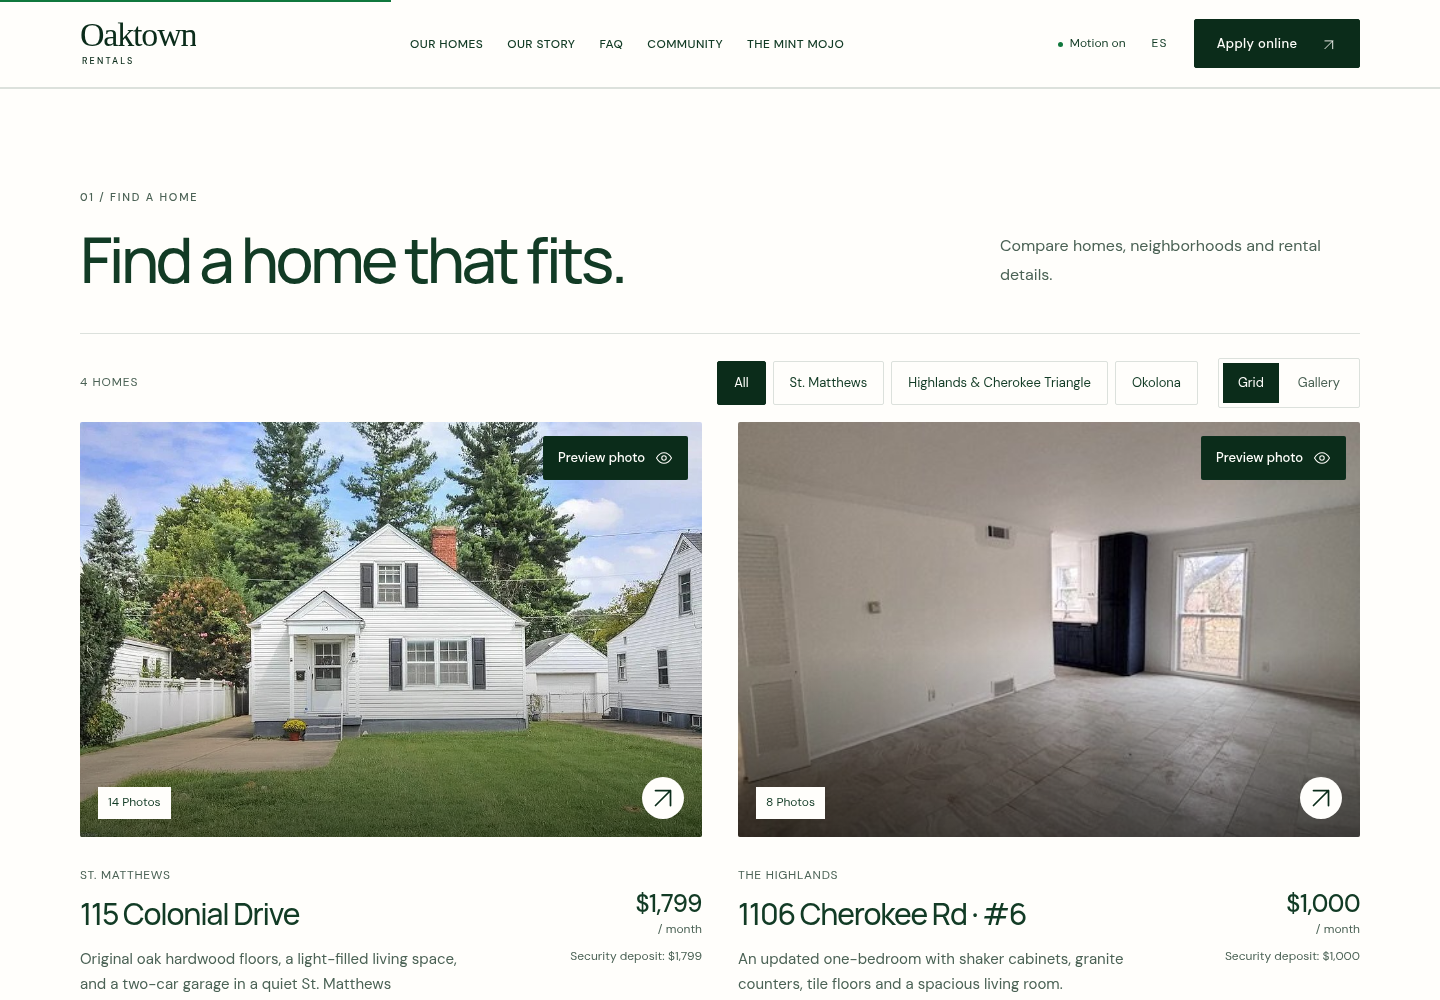 Oaktown
RENTALS
OUR HOMES
OUR STORY
FAQ
COMMUNITY
THE MINT MOJO
Motion on
ES
Apply online
01 / FIND A HOME
Find a home that fits.
Compare homes, neighborhoods and rental
details.
4 HOMES
All
St. Matthews
Highlands & Cherokee Triangle
Okolona
Grid
Gallery
Preview photo
115
14 Photos
Preview photo
8 Photos
ST. MATTHEWS
115 Colonial Drive
$1,799
/ month
Security deposit: $1,799
Original oak hardwood floors, a light-filled living space,
and a two-car garage in a quiet St. Matthews
THE HIGHLANDS
1106 Cherokee Rd · #6
$1,000
/ month
Security deposit: $1,000
An updated one-bedroom with shaker cabinets, granite
counters, tile floors and a spacious living room.